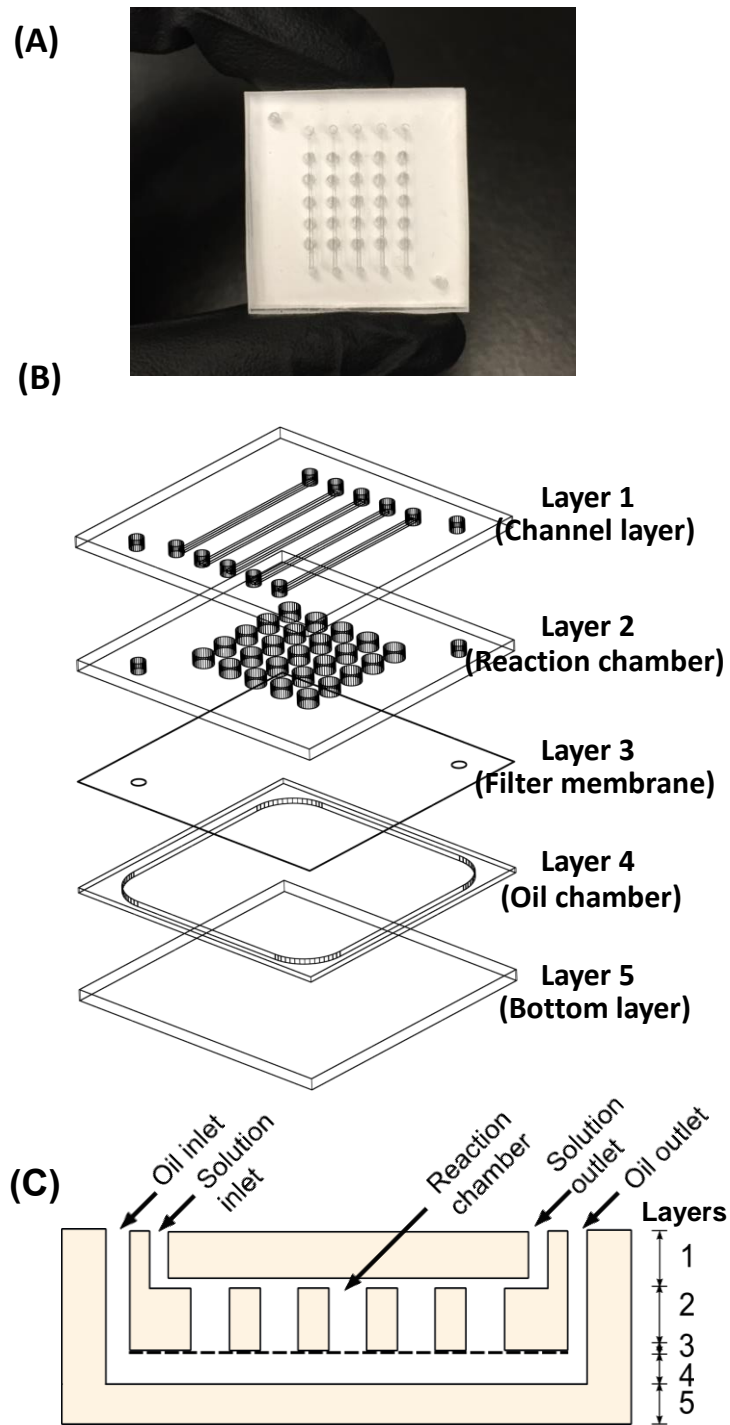 (A)
(B)
Layer 1
(Channel layer)
Layer 2
(Reaction chamber)
Layer 3
(Filter membrane)
Layer 4
(Oil chamber)
Layer 5
(Bottom layer)
(C)
Oil inlet
Solution
inlet
Reaction
chamber
Solution
outlet
Oil outlet
Layers
1
2
3
4
5